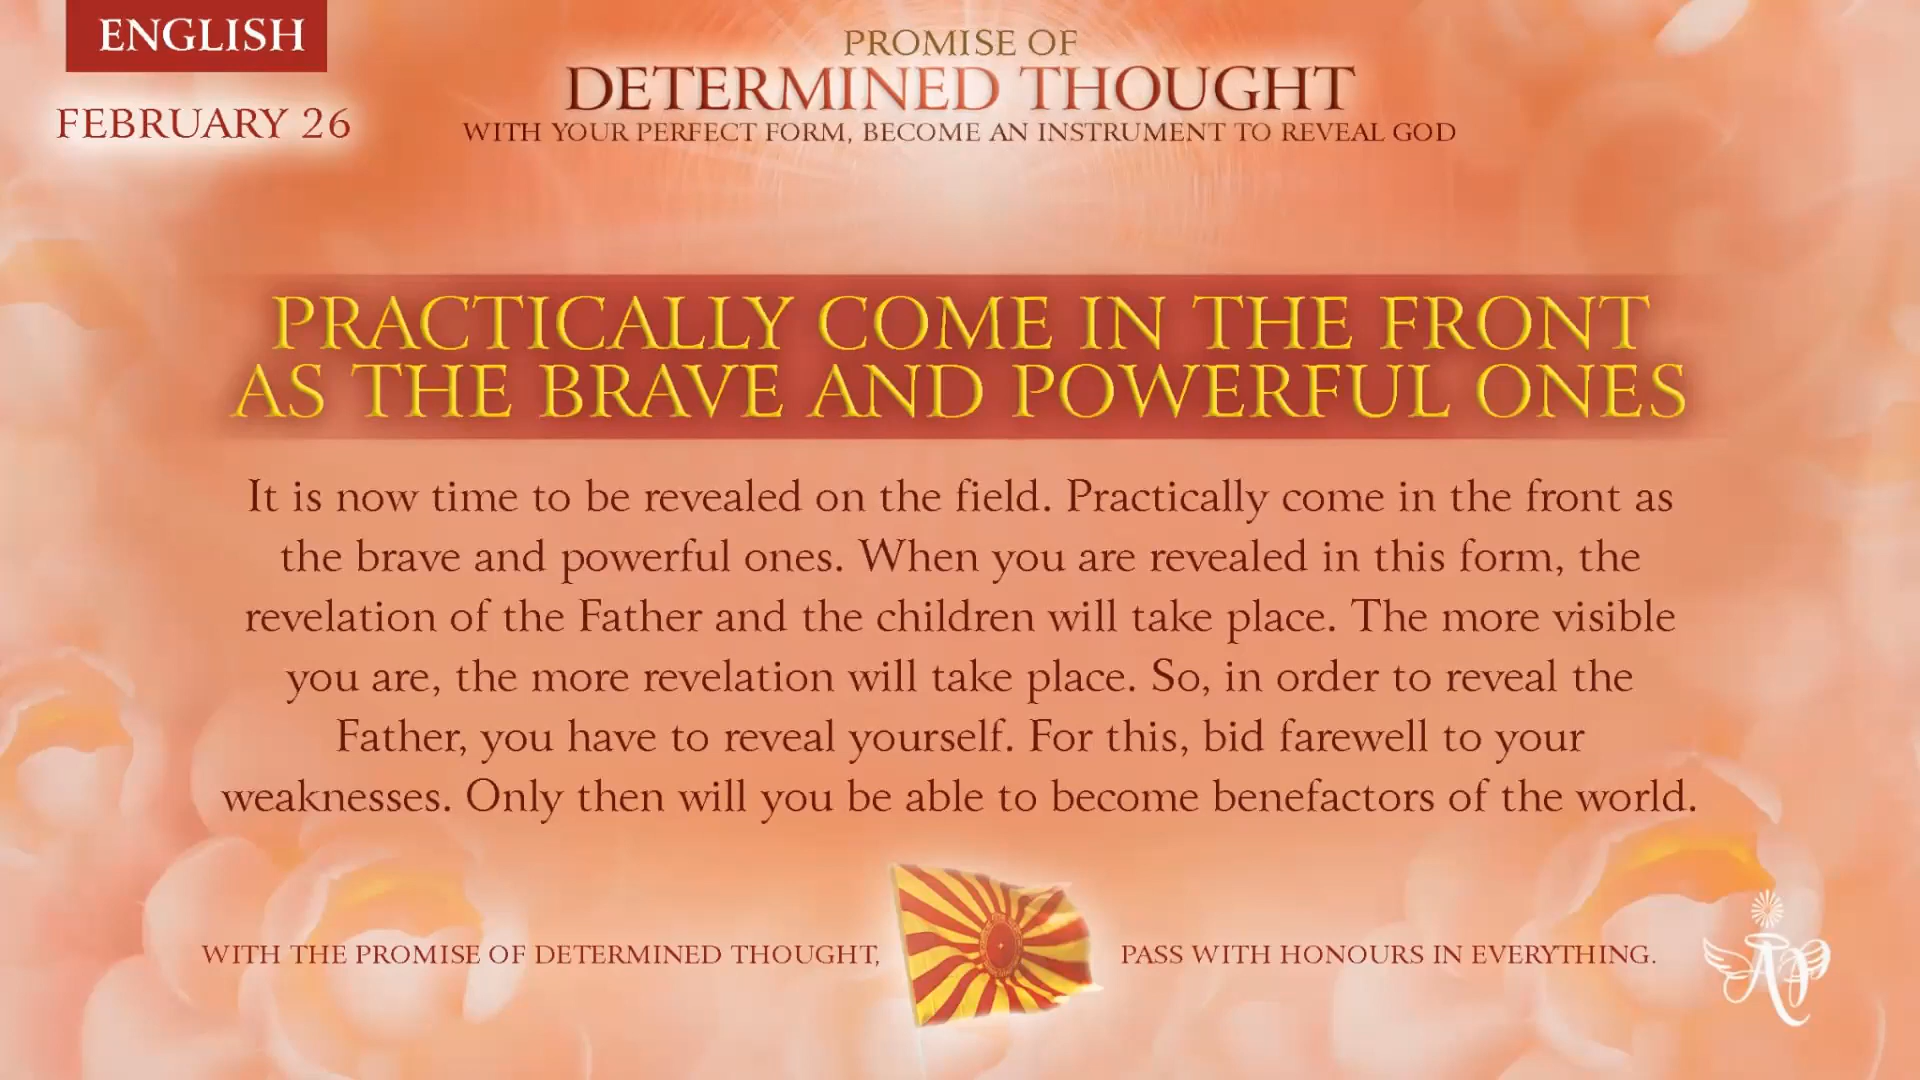 ENGLISH
FEBRUARY 26
PROMISE OF
DETERMINED THOUGHT
WITH YOUR PERFECT FORM, BECOME AN INSTRUMENT TO REVEAL GOD
PRACTICALLY COME IN THE FRONT
AS THE BRAVE AND POWERFUL ONES
It is now time to be revealed on the field. Practically come in the front as
the brave and powerful ones. When you are revealed in this form, the
revelation of the Father and the children will take place. The more visible
you are, the more revelation will take place. So, in order to reveal the
Father, you have to reveal yourself. For this, bid farewell to your
weaknesses. Only then will you be able to become benefactors of the world.
WITH THE PROMISE OF DETERMINED THOUGHT,
PASS WITH HONOURS IN EVERYTHING.